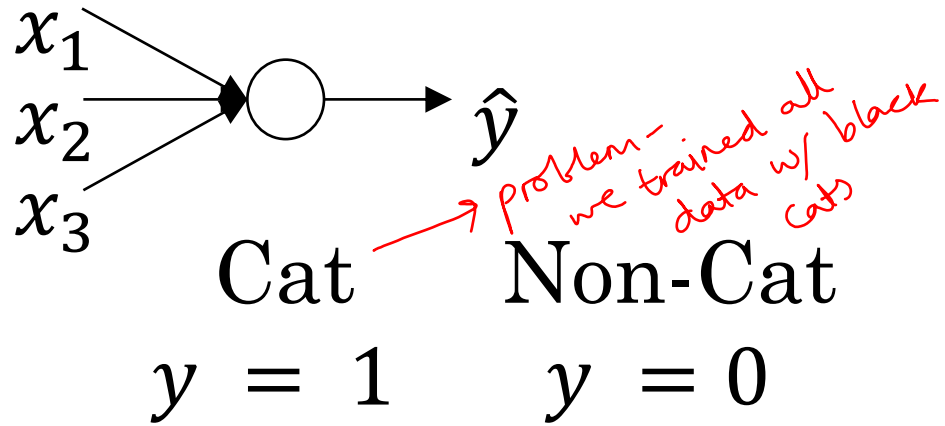 x₁
x₂
x₃
ŷ
problem-
we trained all
data w/ black
cats
Cat Non-Cat
y = 1 y = 0